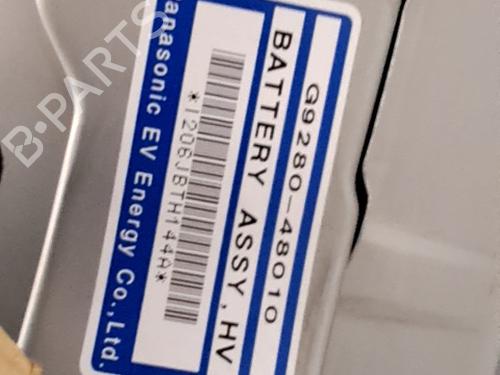 G9280-48010
BATTERY ASSY, HV
*1206JBTH144A*
Panasonic EV Energy Co., Ltd.
B-PARTS